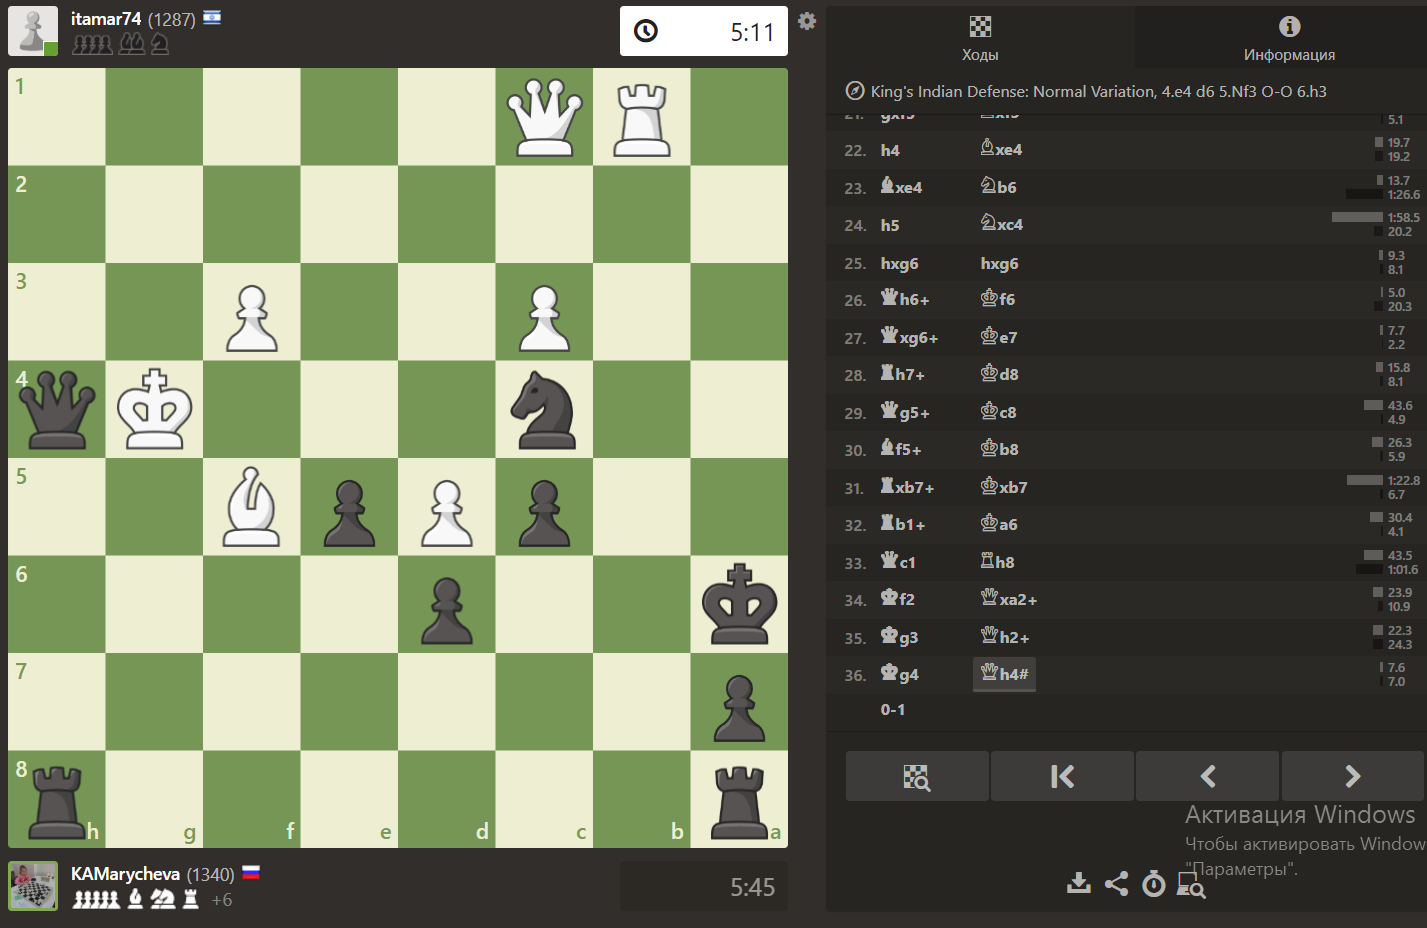 itamar74 (1287)
5:11
1
2
3
4
5
6
7
8
h g f e d c b a
KAMarycheva (1340)
+6
5:45
Ходы
Информация
King's Indian Defense: Normal Variation, 4.e4 d6 5.Nf3 O-O 6.h3
5.1
22. h4 xe4 19.7
19.2
23. xe4 b6 13.7
1:26.6
24. h5 xc4 1:58.5
20.2
25. hxg6 hxg6 9.3
8.1
26. h6+ f6 5.0
20.3
27. xg6+ e7 7.7
2.2
28. h7+ d8 15.8
8.1
29. g5+ c8 43.6
4.9
30. f5+ b8 26.3
5.9
31. xb7+ xb7 1:22.8
6.7
32. b1+ a6 30.4
4.1
33. c1 h8 43.5
1:01.6
34. f2 xa2+ 23.9
10.9
35. g3 h2+ 22.3
24.3
36. g4 h4# 7.6
7.0
0-1
Активация Windows
Чтобы активировать Window
"Параметры".